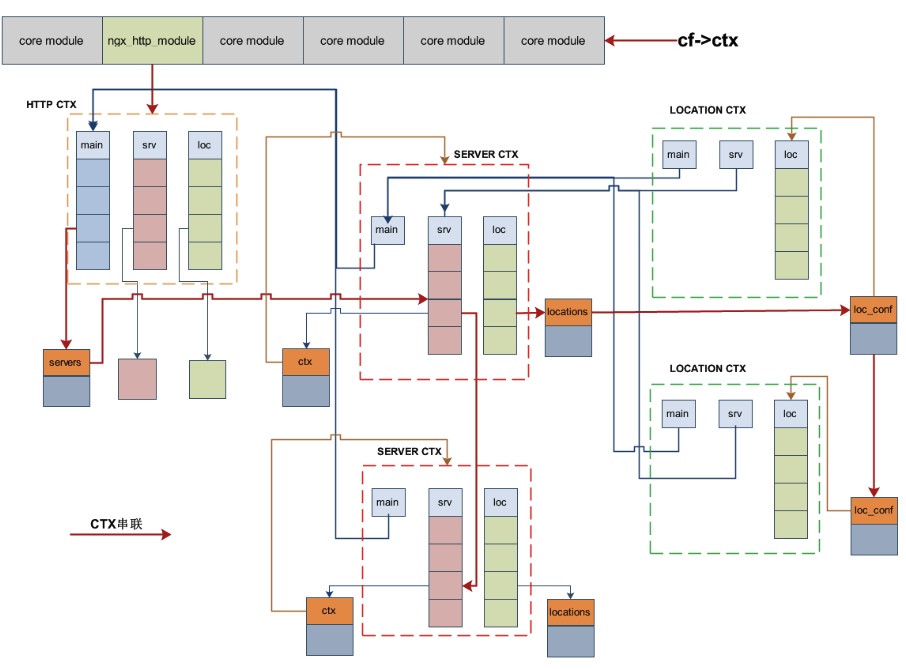 core module
ngx_http_module
core module
core module
core module
core module
cf->ctx
HTTP CTX
main
srv
loc
SERVER CTX
main
srv
loc
LOCATION CTX
main
srv
loc
servers
ctx
locations
loc_conf
LOCATION CTX
main
srv
loc
SERVER CTX
main
srv
loc
loc_conf
CTX串联
ctx
locations